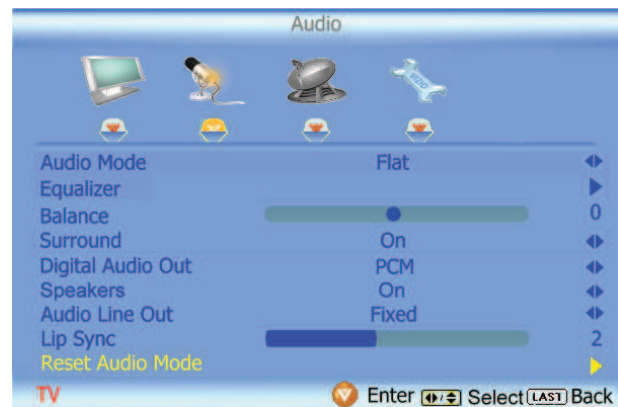 Audio
Audio Mode Flat
Equalizer
Balance 0
Surround On
Digital Audio Out PCM
Speakers On
Audio Line Out Fixed
Lip Sync 2
Reset Audio Mode
TV Enter Select LAST Back